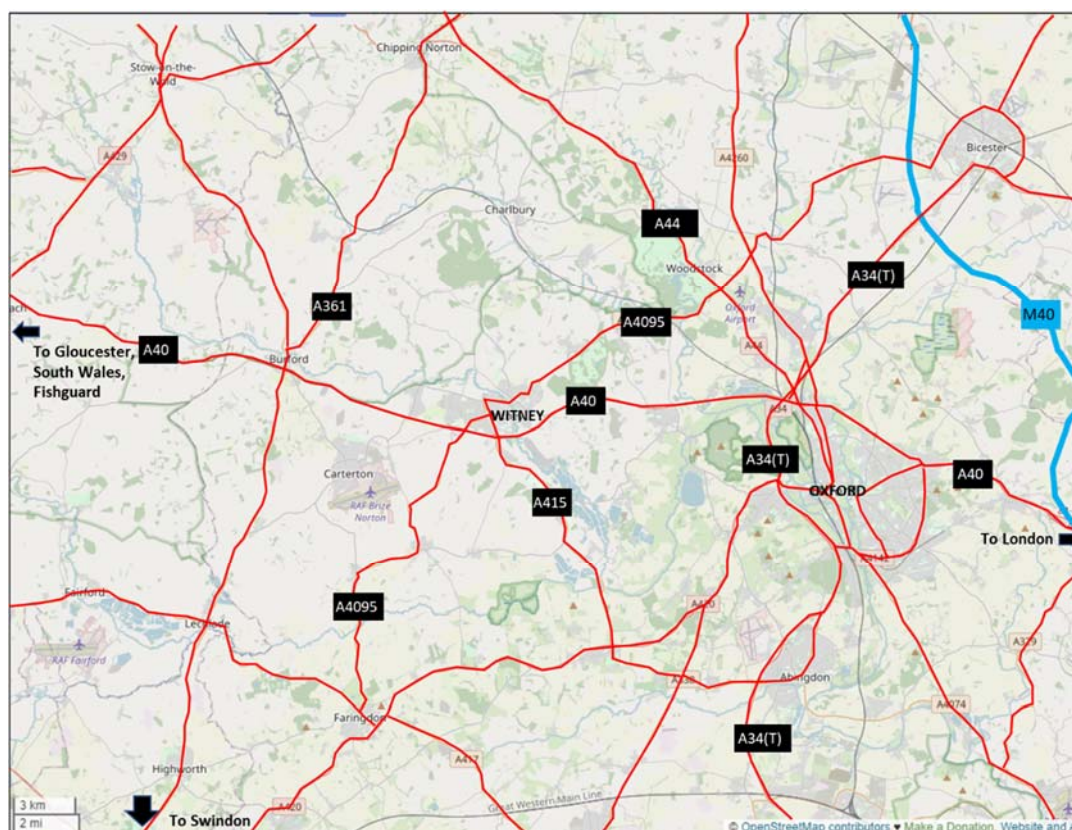 Chipping Norton
Stow-on-the-
Wold
A429
A4260
Bicester
Charlbury
A44
Woodstock
A34(T)
Oxford
Airport
A361
A4095
M40
A44
To Gloucester,
South Wales,
Fishguard
A40
Burford
A40
WITNEY
A34
A34(T)
A40
Carterton
RAF Brize
Norton
OXFORD
A415
To London
Fairford
A4095
A420
Lechlade
RAF Fairford
A329
A338
Abingdon
A4074
Faringdon
A34(T)
A417
Highworth
3 km
2 mi
To Swindon
A420
Great Western Main Line
© OpenStreetMap contributors ♥ Make a Donation. Website and A